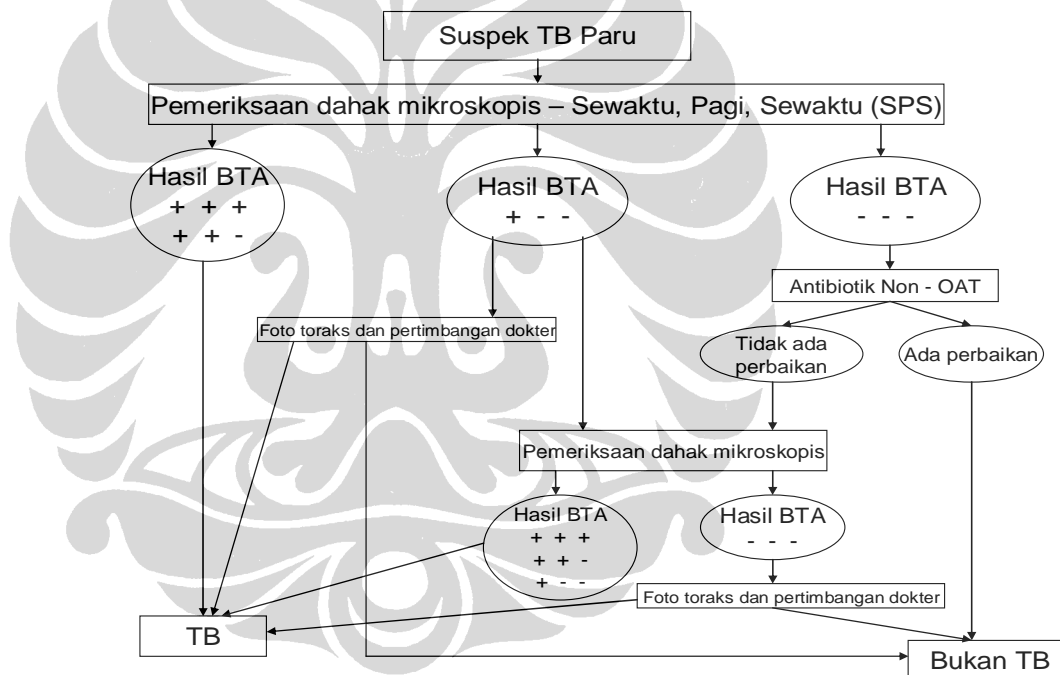 Suspek TB Paru
Pemeriksaan dahak mikroskopis – Sewaktu, Pagi, Sewaktu (SPS)
Hasil BTA
+ + +
+ + -
Hasil BTA
+ - -
Hasil BTA
- - -
Antibiotik Non - OAT
Foto toraks dan pertimbangan dokter
Tidak ada
perbaikan
Ada perbaikan
Pemeriksaan dahak mikroskopis
Hasil BTA
+ + +
+ + -
+ - -
Hasil BTA
- - -
Foto toraks dan pertimbangan dokter
TB
Bukan TB